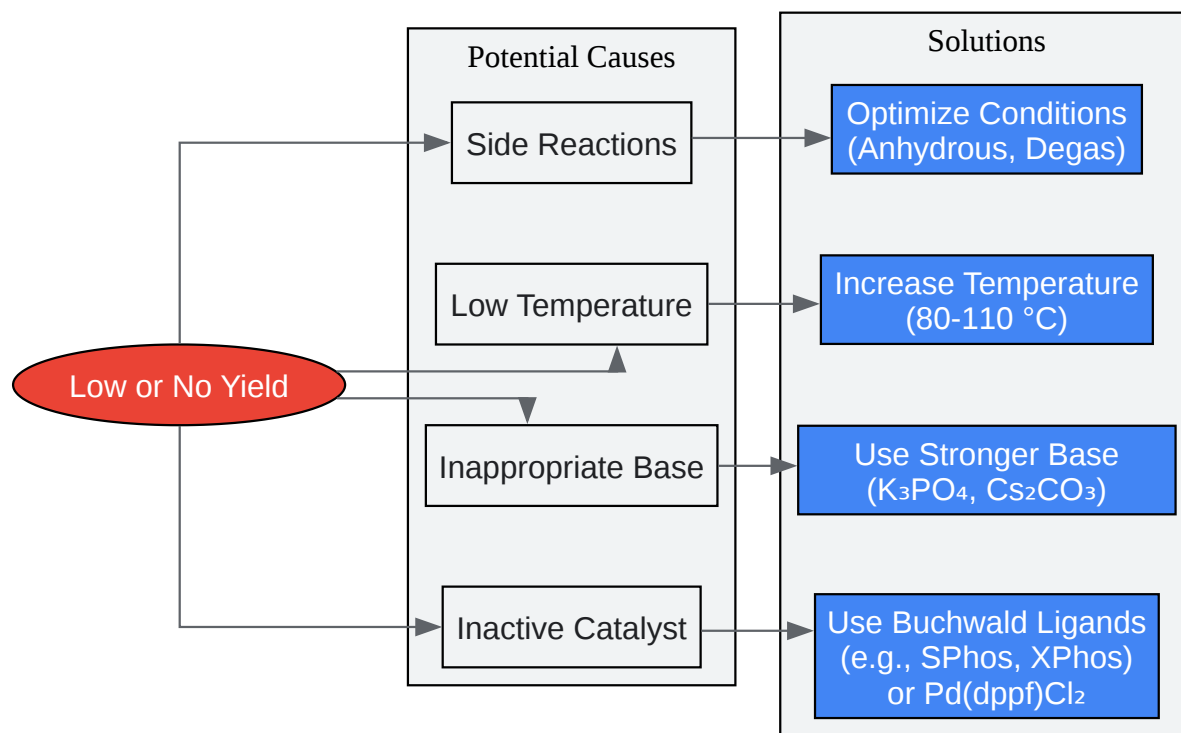 Potential Causes
Solutions
Side Reactions
Optimize Conditions
(Anhydrous, Degas)
Low Temperature
Increase Temperature
(80-110 °C)
Low or No Yield
Inappropriate Base
Use Stronger Base
(K₃PO₄, Cs₂CO₃)
Inactive Catalyst
Use Buchwald Ligands
(e.g., SPhos, XPhos)
or Pd(dppf)Cl₂